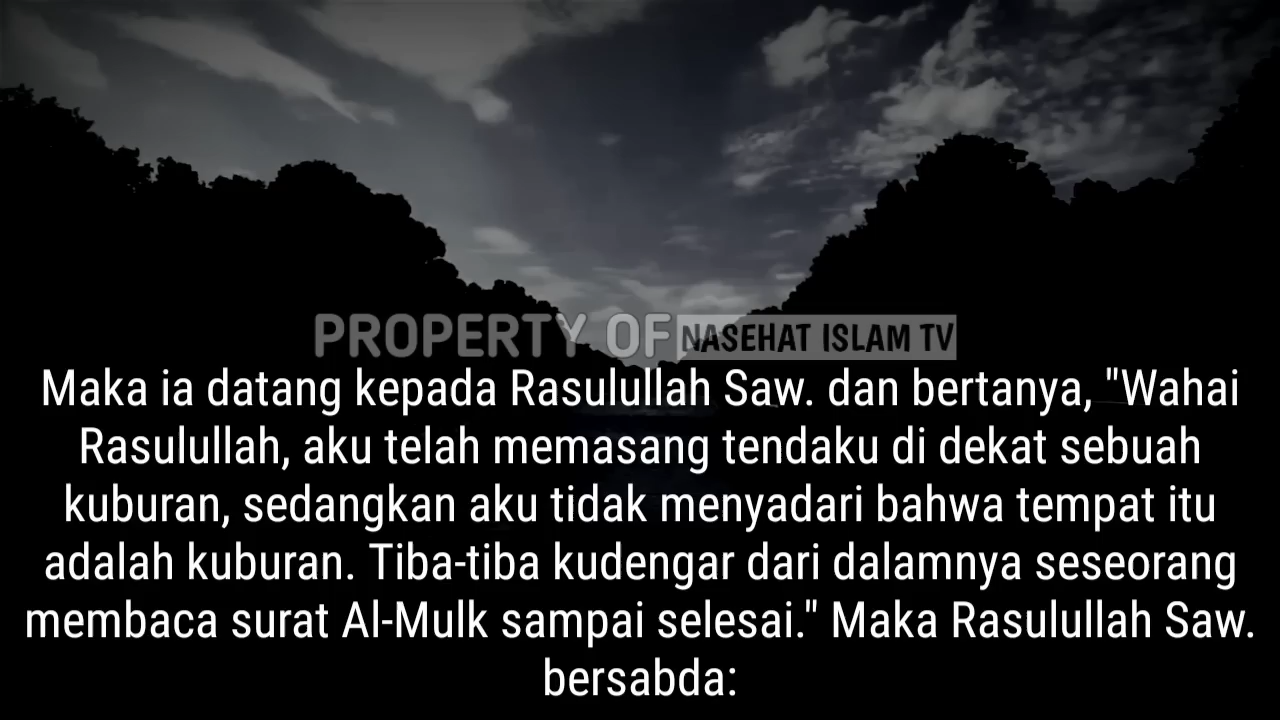 PROPERTY OF NASEHAT ISLAM TV
Maka ia datang kepada Rasulullah Saw. dan bertanya, "Wahai
Rasulullah, aku telah memasang tendaku di dekat sebuah
kuburan, sedangkan aku tidak menyadari bahwa tempat itu
adalah kuburan. Tiba-tiba kudengar dari dalamnya seseorang
membaca surat Al-Mulk sampai selesai." Maka Rasulullah Saw.
bersabda: